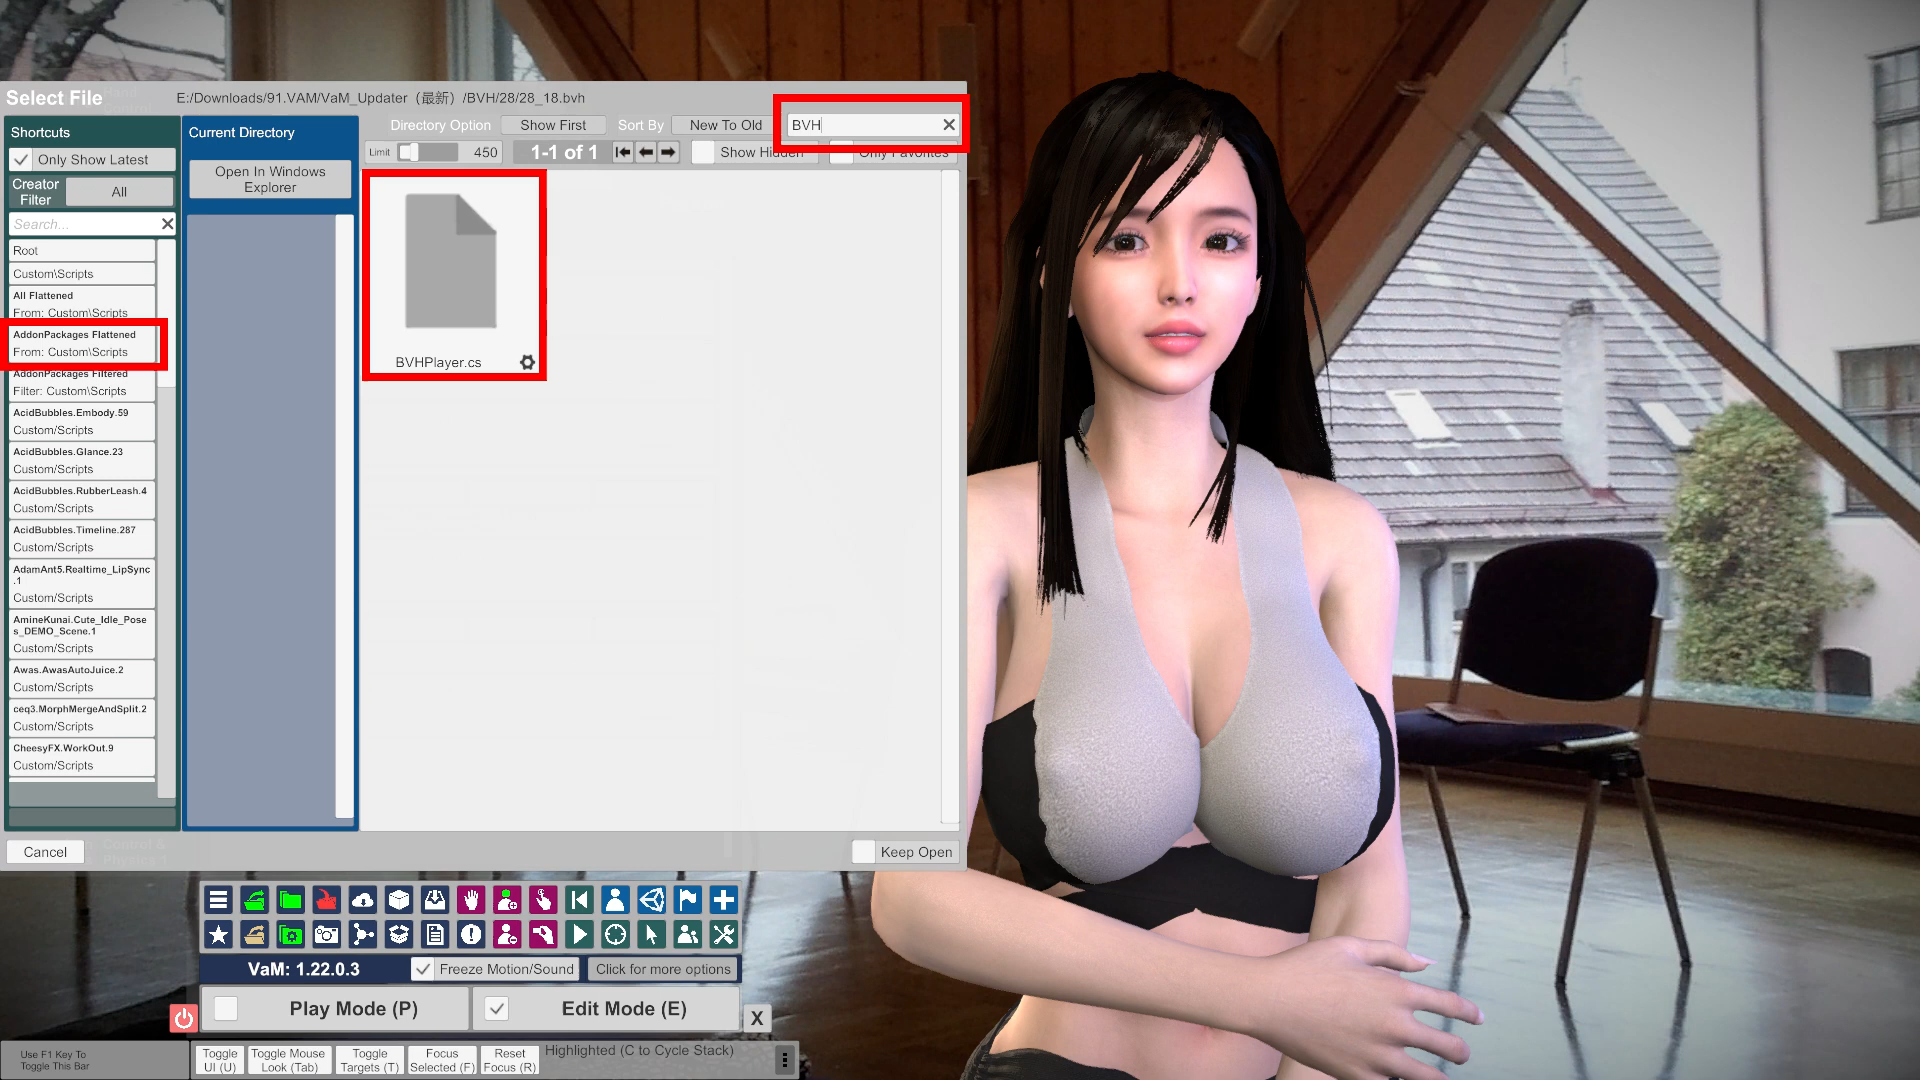 Select File
E:/Downloads/91.VAM/VaM_Updater（最新）/BVH/28/28_18.bvh
Shortcuts
Only Show Latest
Creator
Filter
All
Search...
Root
Custom\Scripts
All Flattened
From: Custom\Scripts
AddonPackages Flattened
From: Custom\Scripts
AddonPackages Filtered
Filter: Custom\Scripts
AcidBubbles.Embody.59
Custom/Scripts
AcidBubbles.Glance.23
Custom/Scripts
AcidBubbles.RubberLeash.4
Custom/Scripts
AcidBubbles.Timeline.287
Custom/Scripts
AdamAnt5.Realtime_LipSync
.1
Custom/Scripts
AmineKunai.Cute_Idle_Pose
s_DEMO_Scene.1
Custom/Scripts
Awas.AwasAutoJuice.2
Custom/Scripts
ceq3.MorphMergeAndSplit.2
Custom/Scripts
CheesyFX.WorkOut.9
Custom/Scripts
Current Directory
Open In Windows
Explorer
Directory Option
Show First
Sort By
New To Old
BVH
Limit
450
1-1 of 1
Show Hidden
Only Favorites
BVHPlayer.cs
Cancel
Keep Open
VaM: 1.22.0.3
Freeze Motion/Sound
Click for more options
Play Mode (P)
Edit Mode (E)
X
Use F1 Key To
Toggle This Bar
Toggle
UI (U)
Toggle Mouse
Look (Tab)
Toggle
Targets (T)
Focus
Selected (F)
Reset
Focus (R)
Highlighted (C to Cycle Stack)